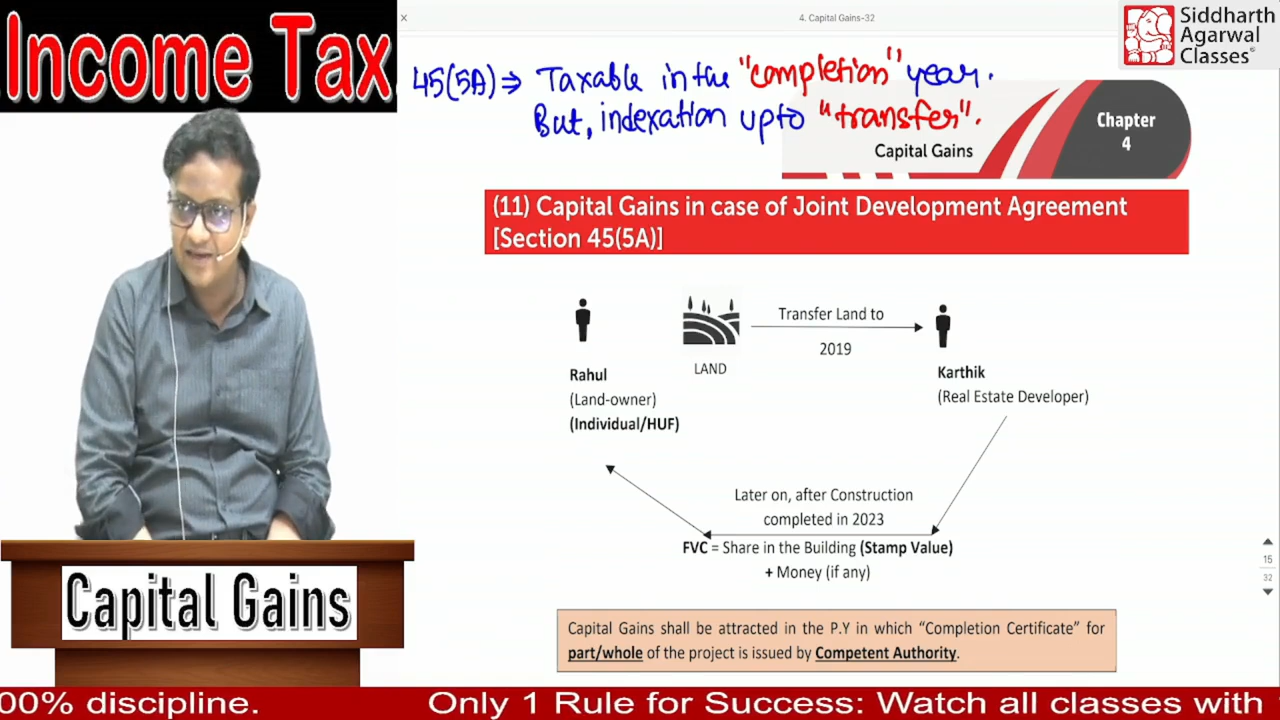 Income Tax
4. Capital Gains-32
Siddharth
Agarwal
Classes
45(5A) ⇒ Taxable in the "completion" year.
But, indexation upto "transfer".
Chapter
4
Capital Gains
(11) Capital Gains in case of Joint Development Agreement
[Section 45(5A)]
Transfer Land to
2019
LAND
Rahul
(Land-owner)
(Individual/HUF)
Karthik
(Real Estate Developer)
Later on, after Construction
completed in 2023
FVC = Share in the Building (Stamp Value)
+ Money (if any)
15
32
Capital Gains shall be attracted in the P.Y in which "Completion Certificate" for
part/whole of the project is issued by Competent Authority.
Capital Gains
00% discipline.
Only 1 Rule for Success: Watch all classes with